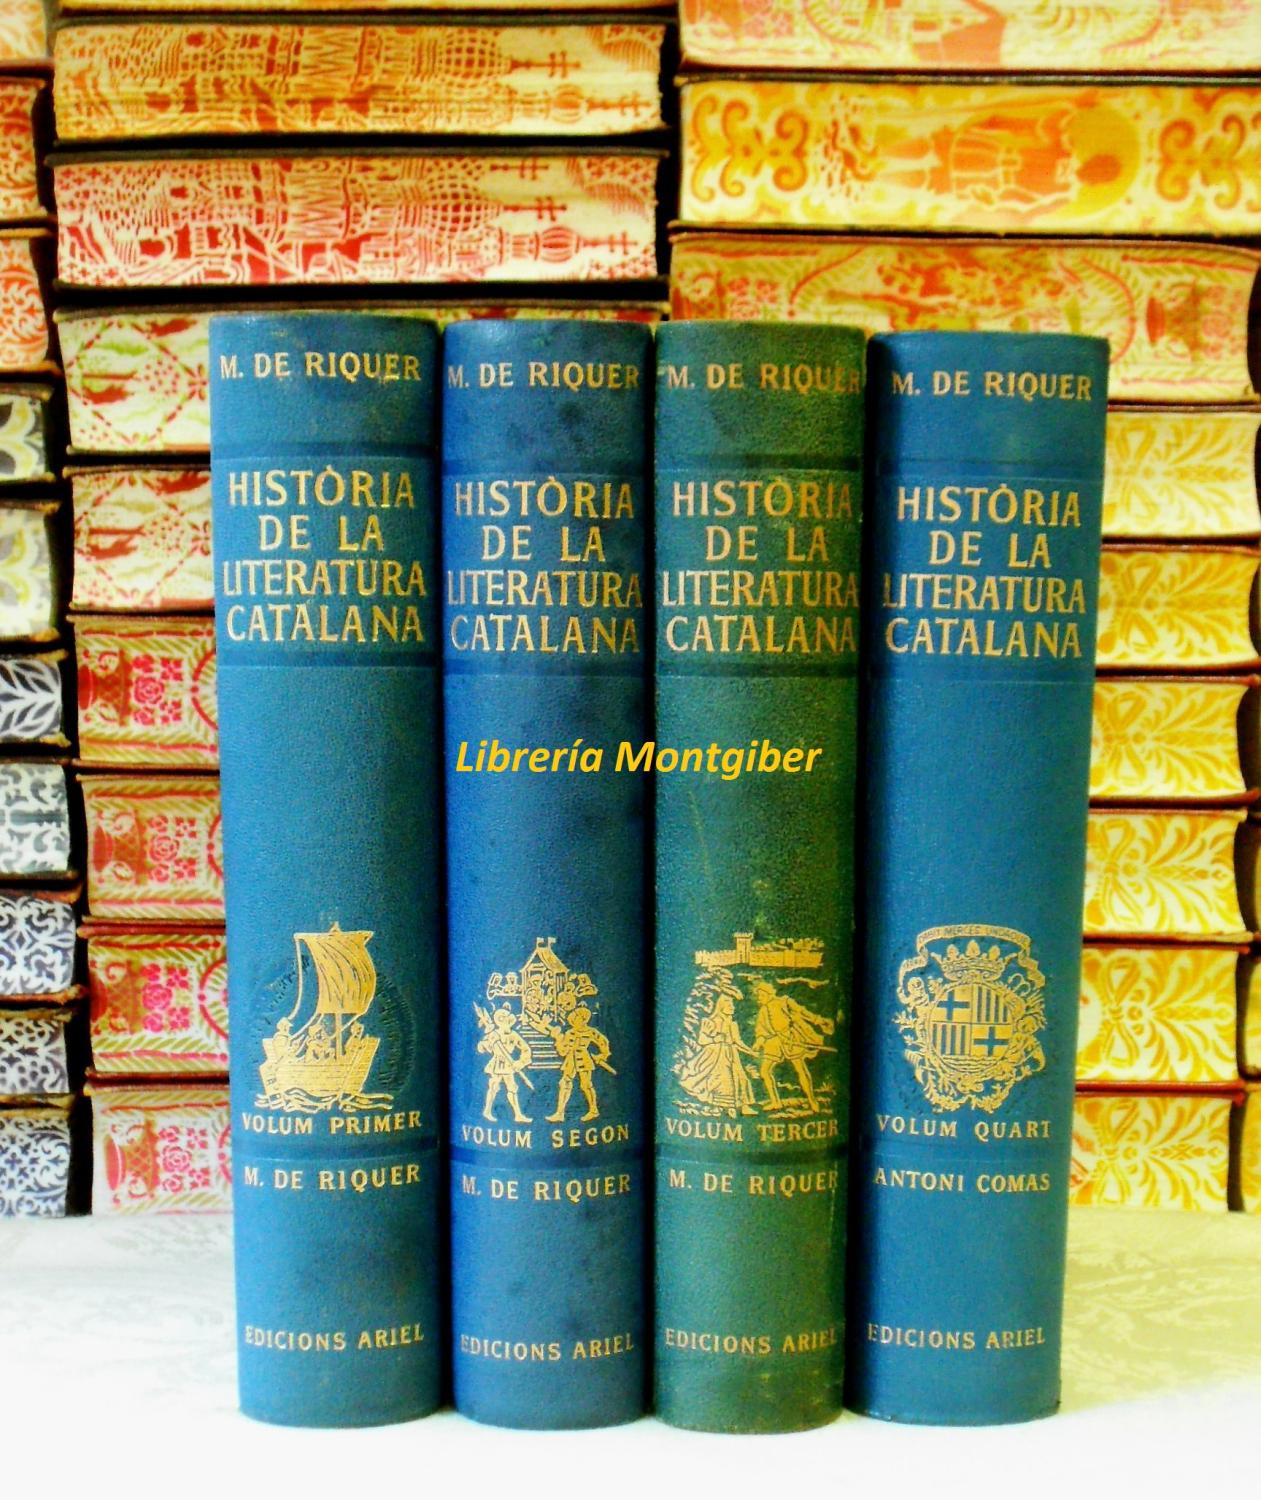 M. DE RIQUER
HISTÒRIA
DE LA
LITERATURA
CATALANA
VOLUM PRIMER
M. DE RIQUER
EDICIONS ARIEL
M. DE RIQUER
HISTÒRIA
DE LA
LITERATURA
CATALANA
VOLUM SEGON
M. DE RIQUER
EDICIONS ARIEL
M. DE RIQUER
HISTÒRIA
DE LA
LITERATURA
CATALANA
VOLUM TERCER
M. DE RIQUER
EDICIONS ARIEL
M. DE RIQUER
HISTÒRIA
DE LA
LITERATURA
CATALANA
VOLUM QUART
ANTONI COMAS
EDICIONS ARIEL
Librería Montgiber